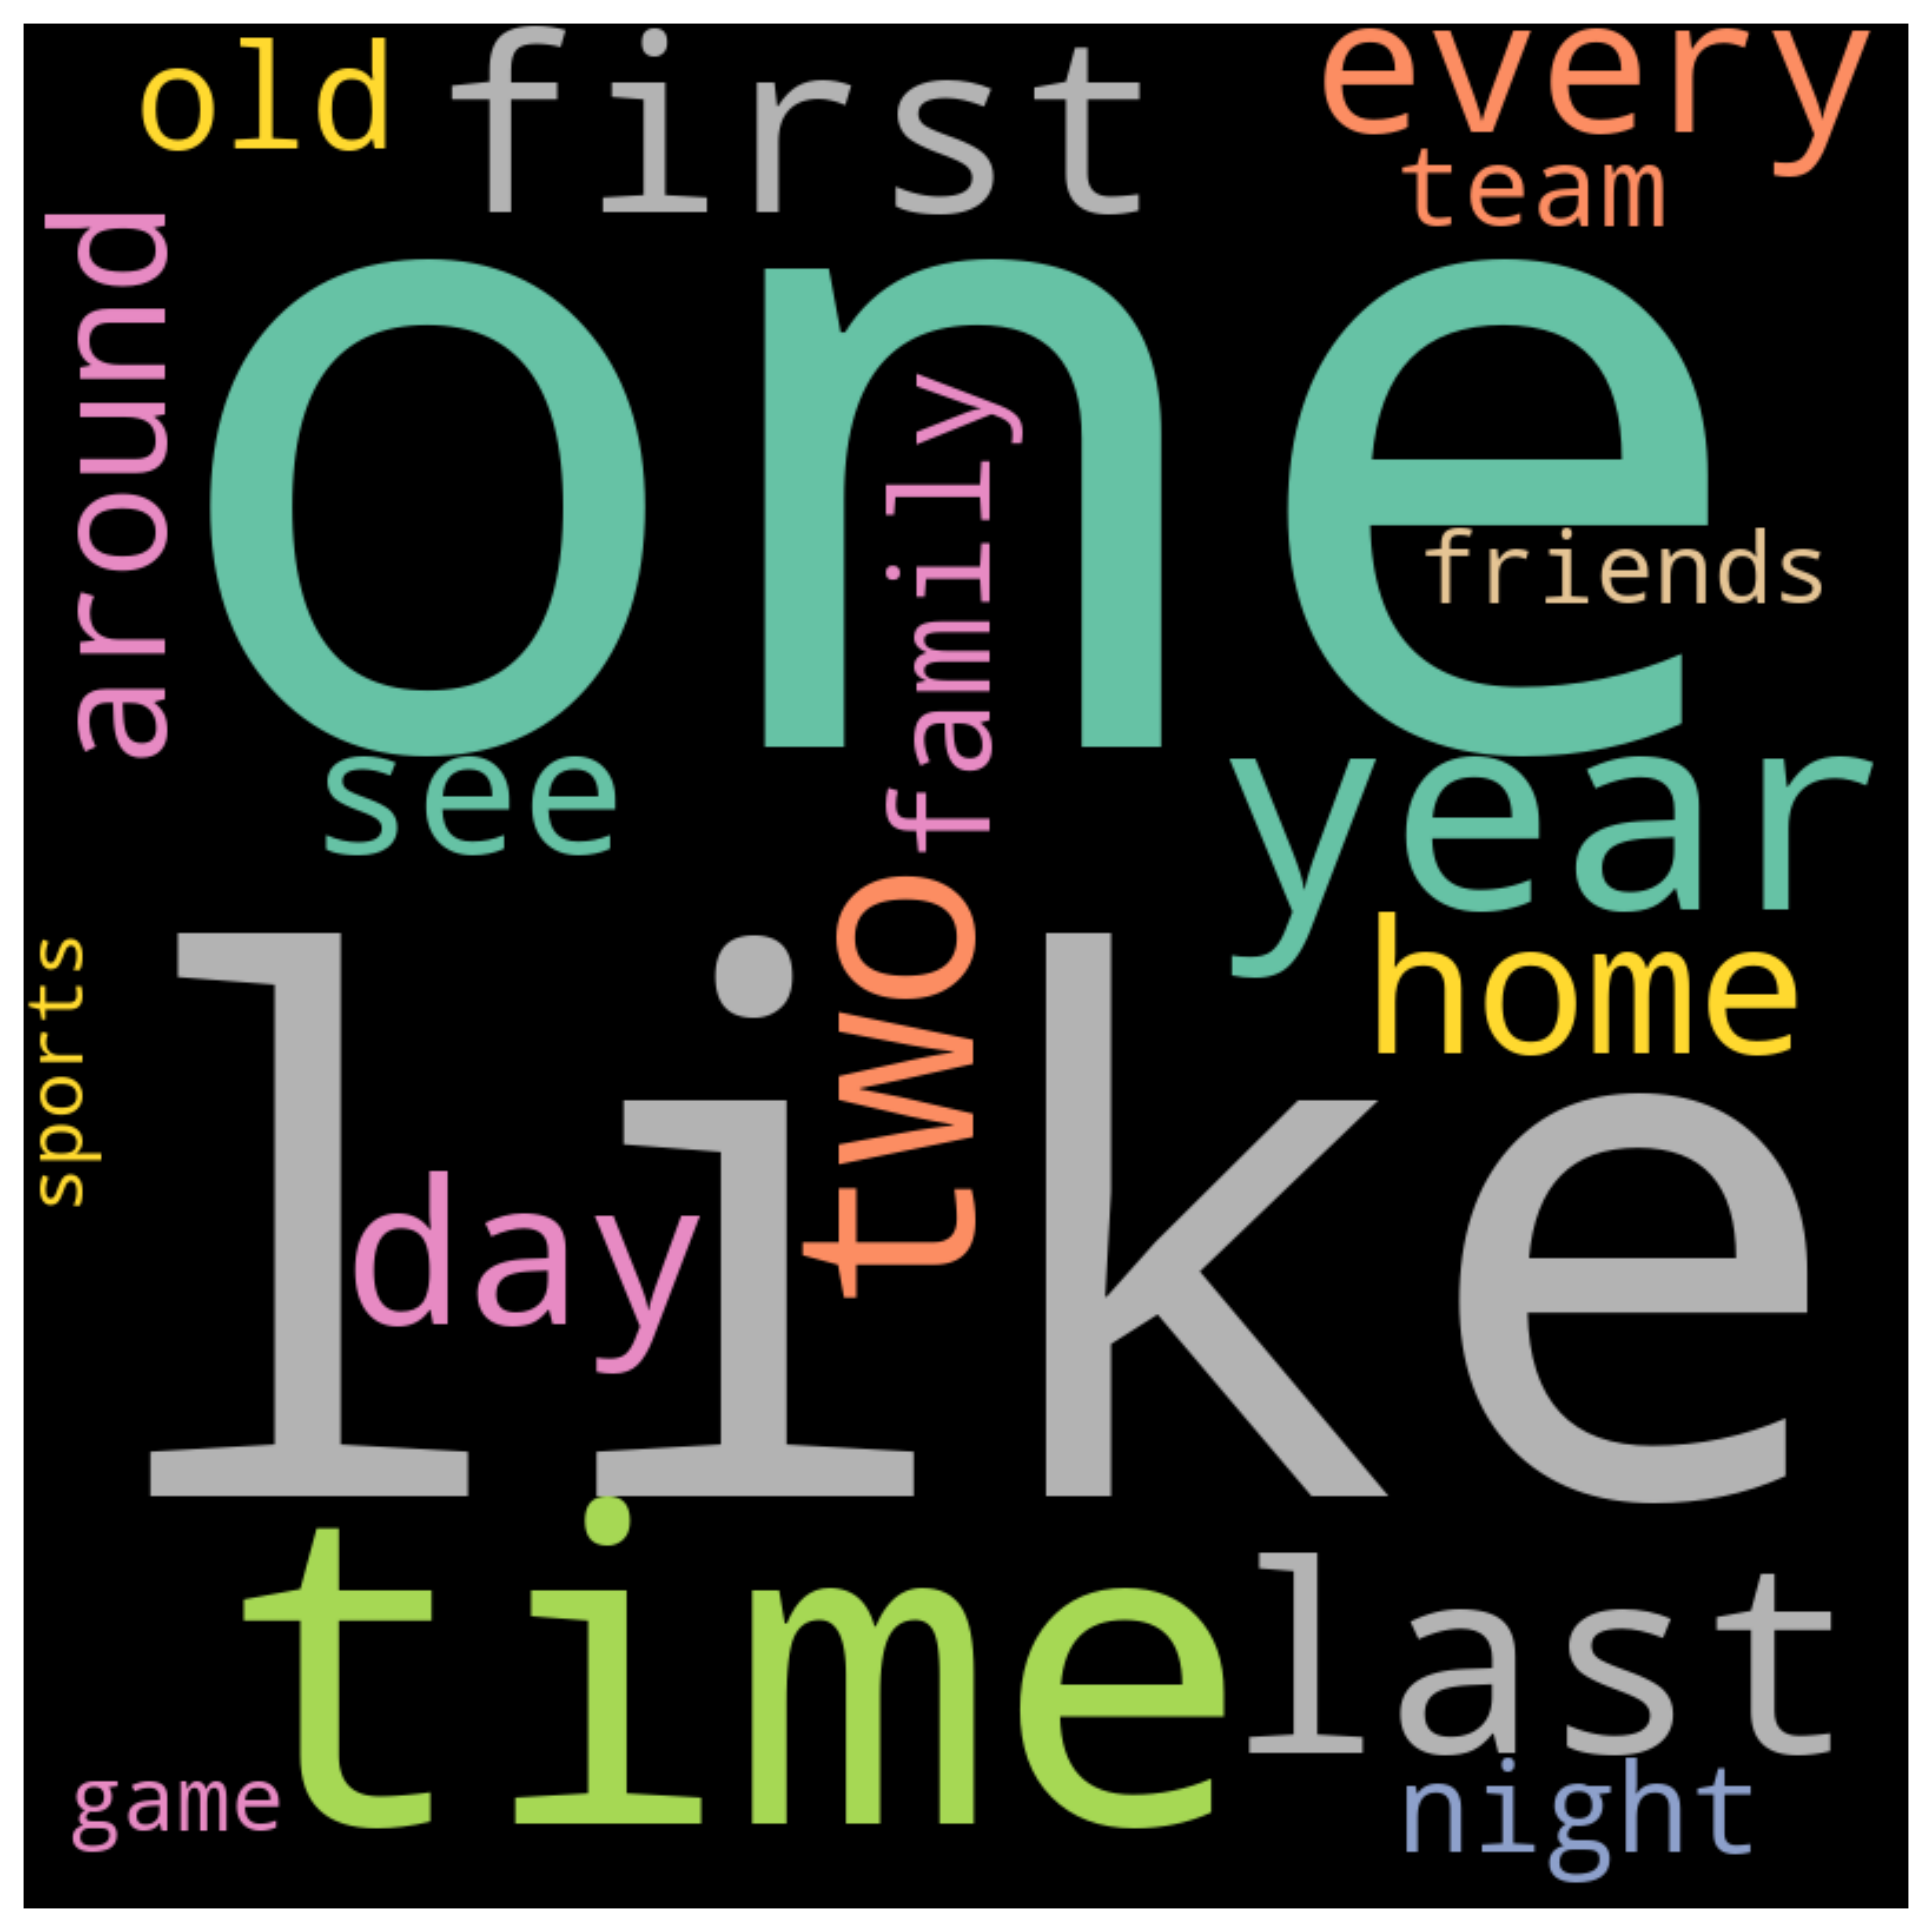 old
first
every
team
around
one
family
friends
see
year
two
home
sports
like
day
time
last
game
night